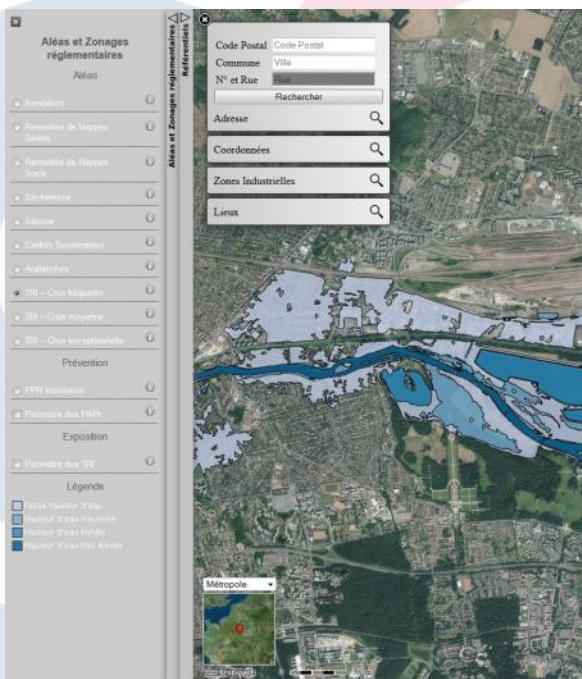 Aléas et Zonages
réglementaires
Aléas
Inondation
Remontée de Nappes
Sédim.
Remontée de Nappes
Socle
Sécheresse
Séisme
Cavités Souterraines
Avalanches
TRI - Crue fréquente
TRI - Crue moyenne
TRI - Crue exceptionnelle
Prévention
PPR Inondation
Périmètre des PAPI
Exposition
Périmètre des TRI
Légende
Faible hauteur d'eau
Hauteur d'eau moyenne
Hauteur d'eau élevée
Hauteur d'eau très élevée
Aléas et Zonages réglementaires
Référentiels
Code Postal Code Postal
Commune Ville
N° et Rue Rue
Rechercher
Adresse
Coordonnées
Zones Industrielles
Lieux
Métropole